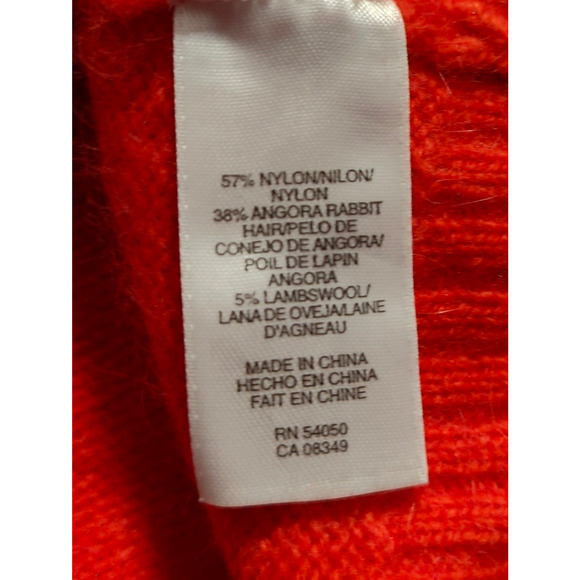 57% NYLON/NILON/
NYLON
38% ANGORA RABBIT
HAIR/PELO DE
CONEJO DE ANGORA/
POIL DE LAPIN
ANGORA
5% LAMBSWOOL/
LANA DE OVEJA/LAINE
D'AGNEAU
MADE IN CHINA
HECHO EN CHINA
FAIT EN CHINE
RN 54050
CA 08349